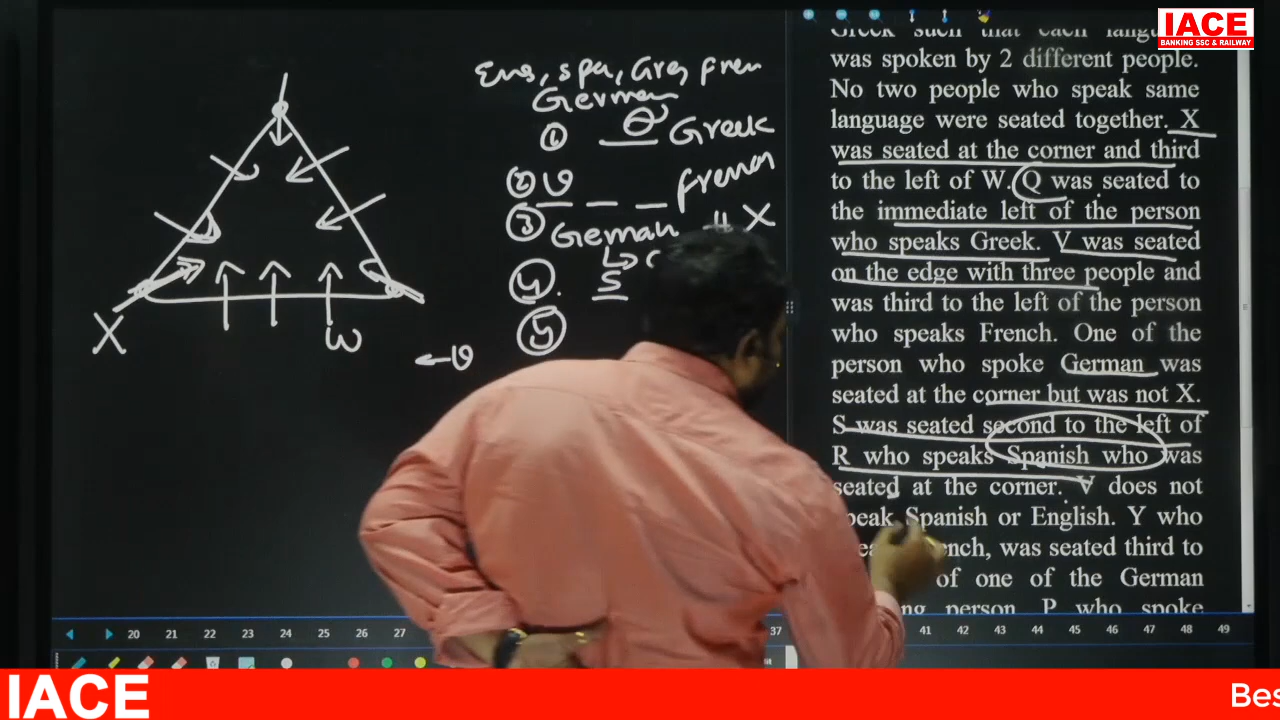 IACE
BANKING SSC & RAILWAY
Eng, spa, Gre, fren
German
① Greek
② V _ _ _ french
③ German # X
④. S
⑤
X
W
←V
Greek such that each
was spoken by 2 different people.
No two people who speak same
language were seated together. X
was seated at the corner and third
to the left of W. Q was seated to
the immediate left of the person
who speaks Greek. V was seated
on the edge with three people and
was third to the left of the person
who speaks French. One of the
person who spoke German was
seated at the corner but was not X.
S was seated second to the left of
R who speaks Spanish who was
seated at the corner. V does not
Spanish or English. Y who
was seated third to
of one of the German
person. P who spoke
20 21 22 23 24 25 26 27 37 41 42 43 44 45 46 47 48 49
IACE